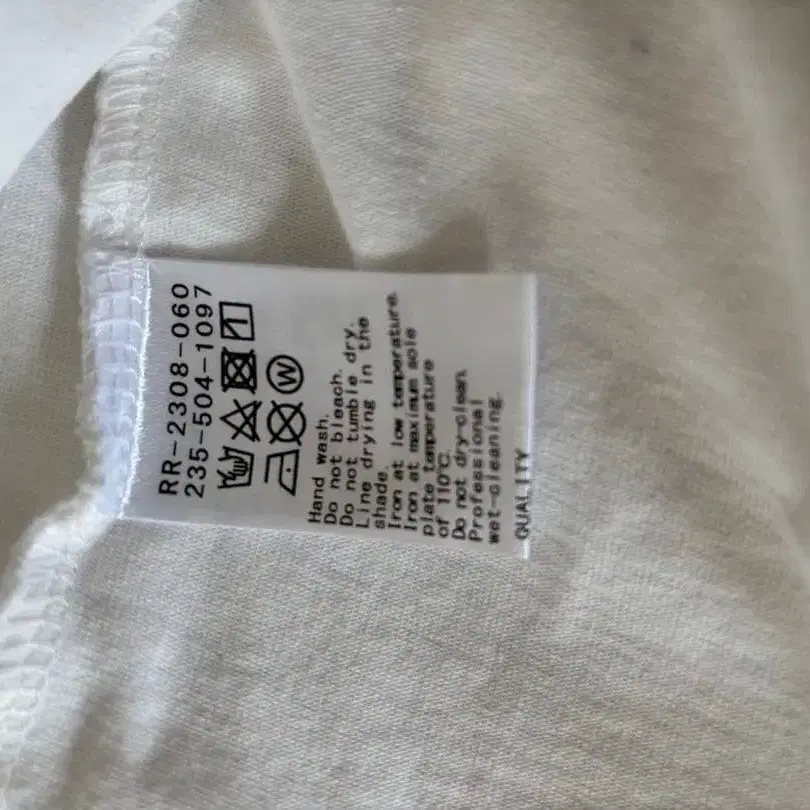 RR-2308-060
235-504-1097
W
Hand wash.
Do not bleach.
Do not tumble dry.
Line drying in the
shade.
Iron at low temperature.
Iron at maximum sole
plate temperature
of 110℃.
Do not dry-clean.
Professional
wet-cleaning.
QUALITY